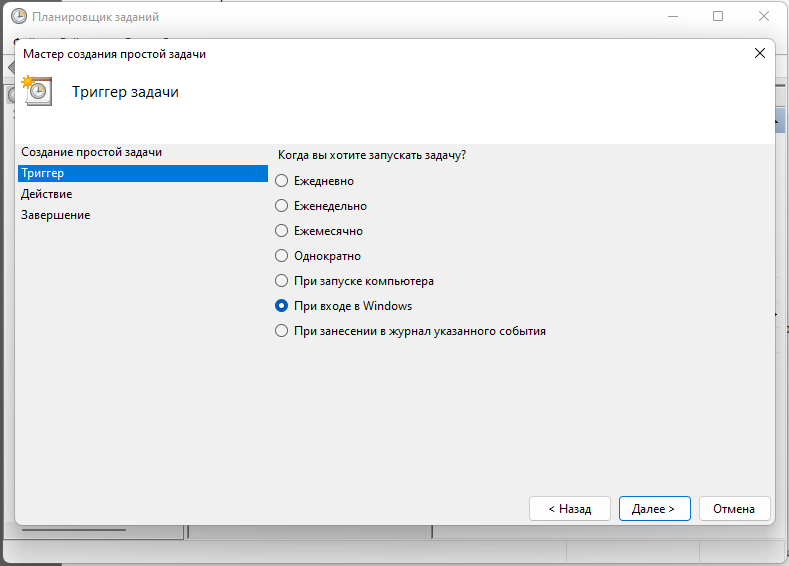 Планировщик заданий
Мастер создания простой задачи
Триггер задачи
Создание простой задачи
Триггер
Действие
Завершение
Когда вы хотите запускать задачу?
Ежедневно
Еженедельно
Ежемесячно
Однократно
При запуске компьютера
При входе в Windows
При занесении в журнал указанного события
< Назад
Далее >
Отмена